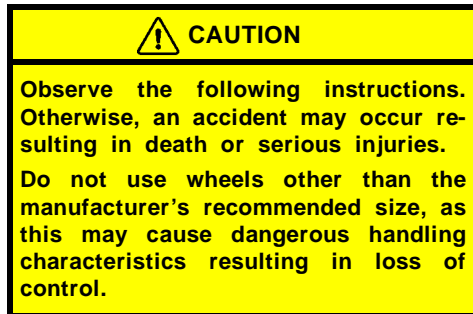 CAUTION
Observe the following instructions.
Otherwise, an accident may occur re-
sulting in death or serious injuries.
Do not use wheels other than the
manufacturer's recommended size, as
this may cause dangerous handling
characteristics resulting in loss of
control.